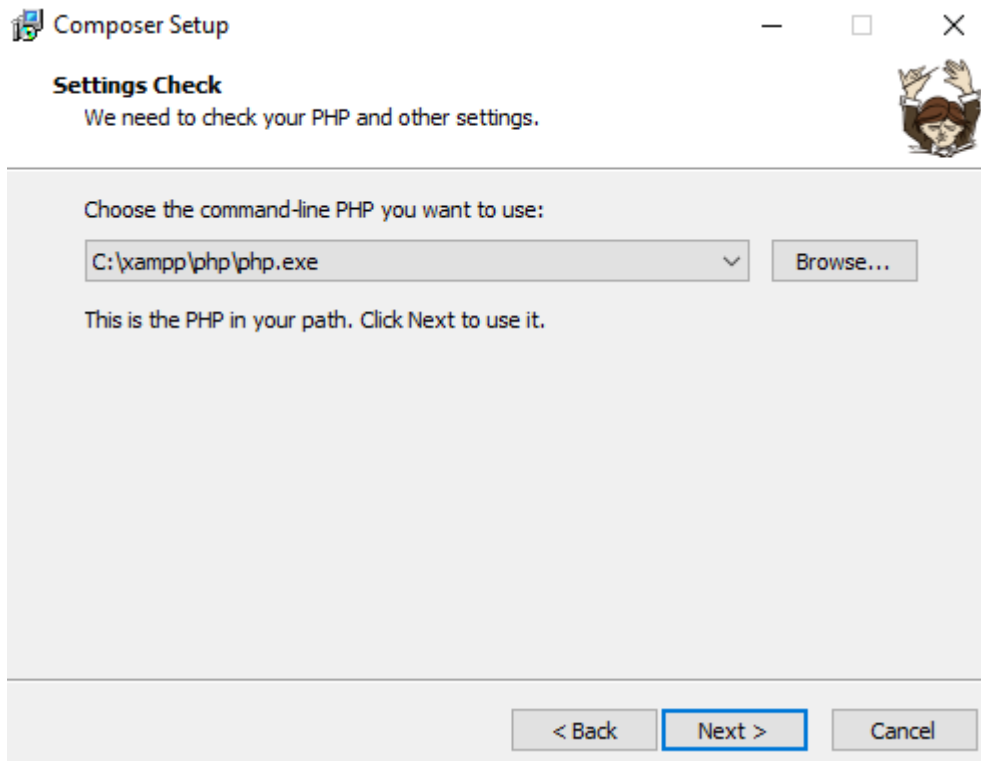 Composer Setup
Settings Check
We need to check your PHP and other settings.
Choose the command-line PHP you want to use:
C:\xampp\php\php.exe
Browse...
This is the PHP in your path. Click Next to use it.
< Back
Next >
Cancel